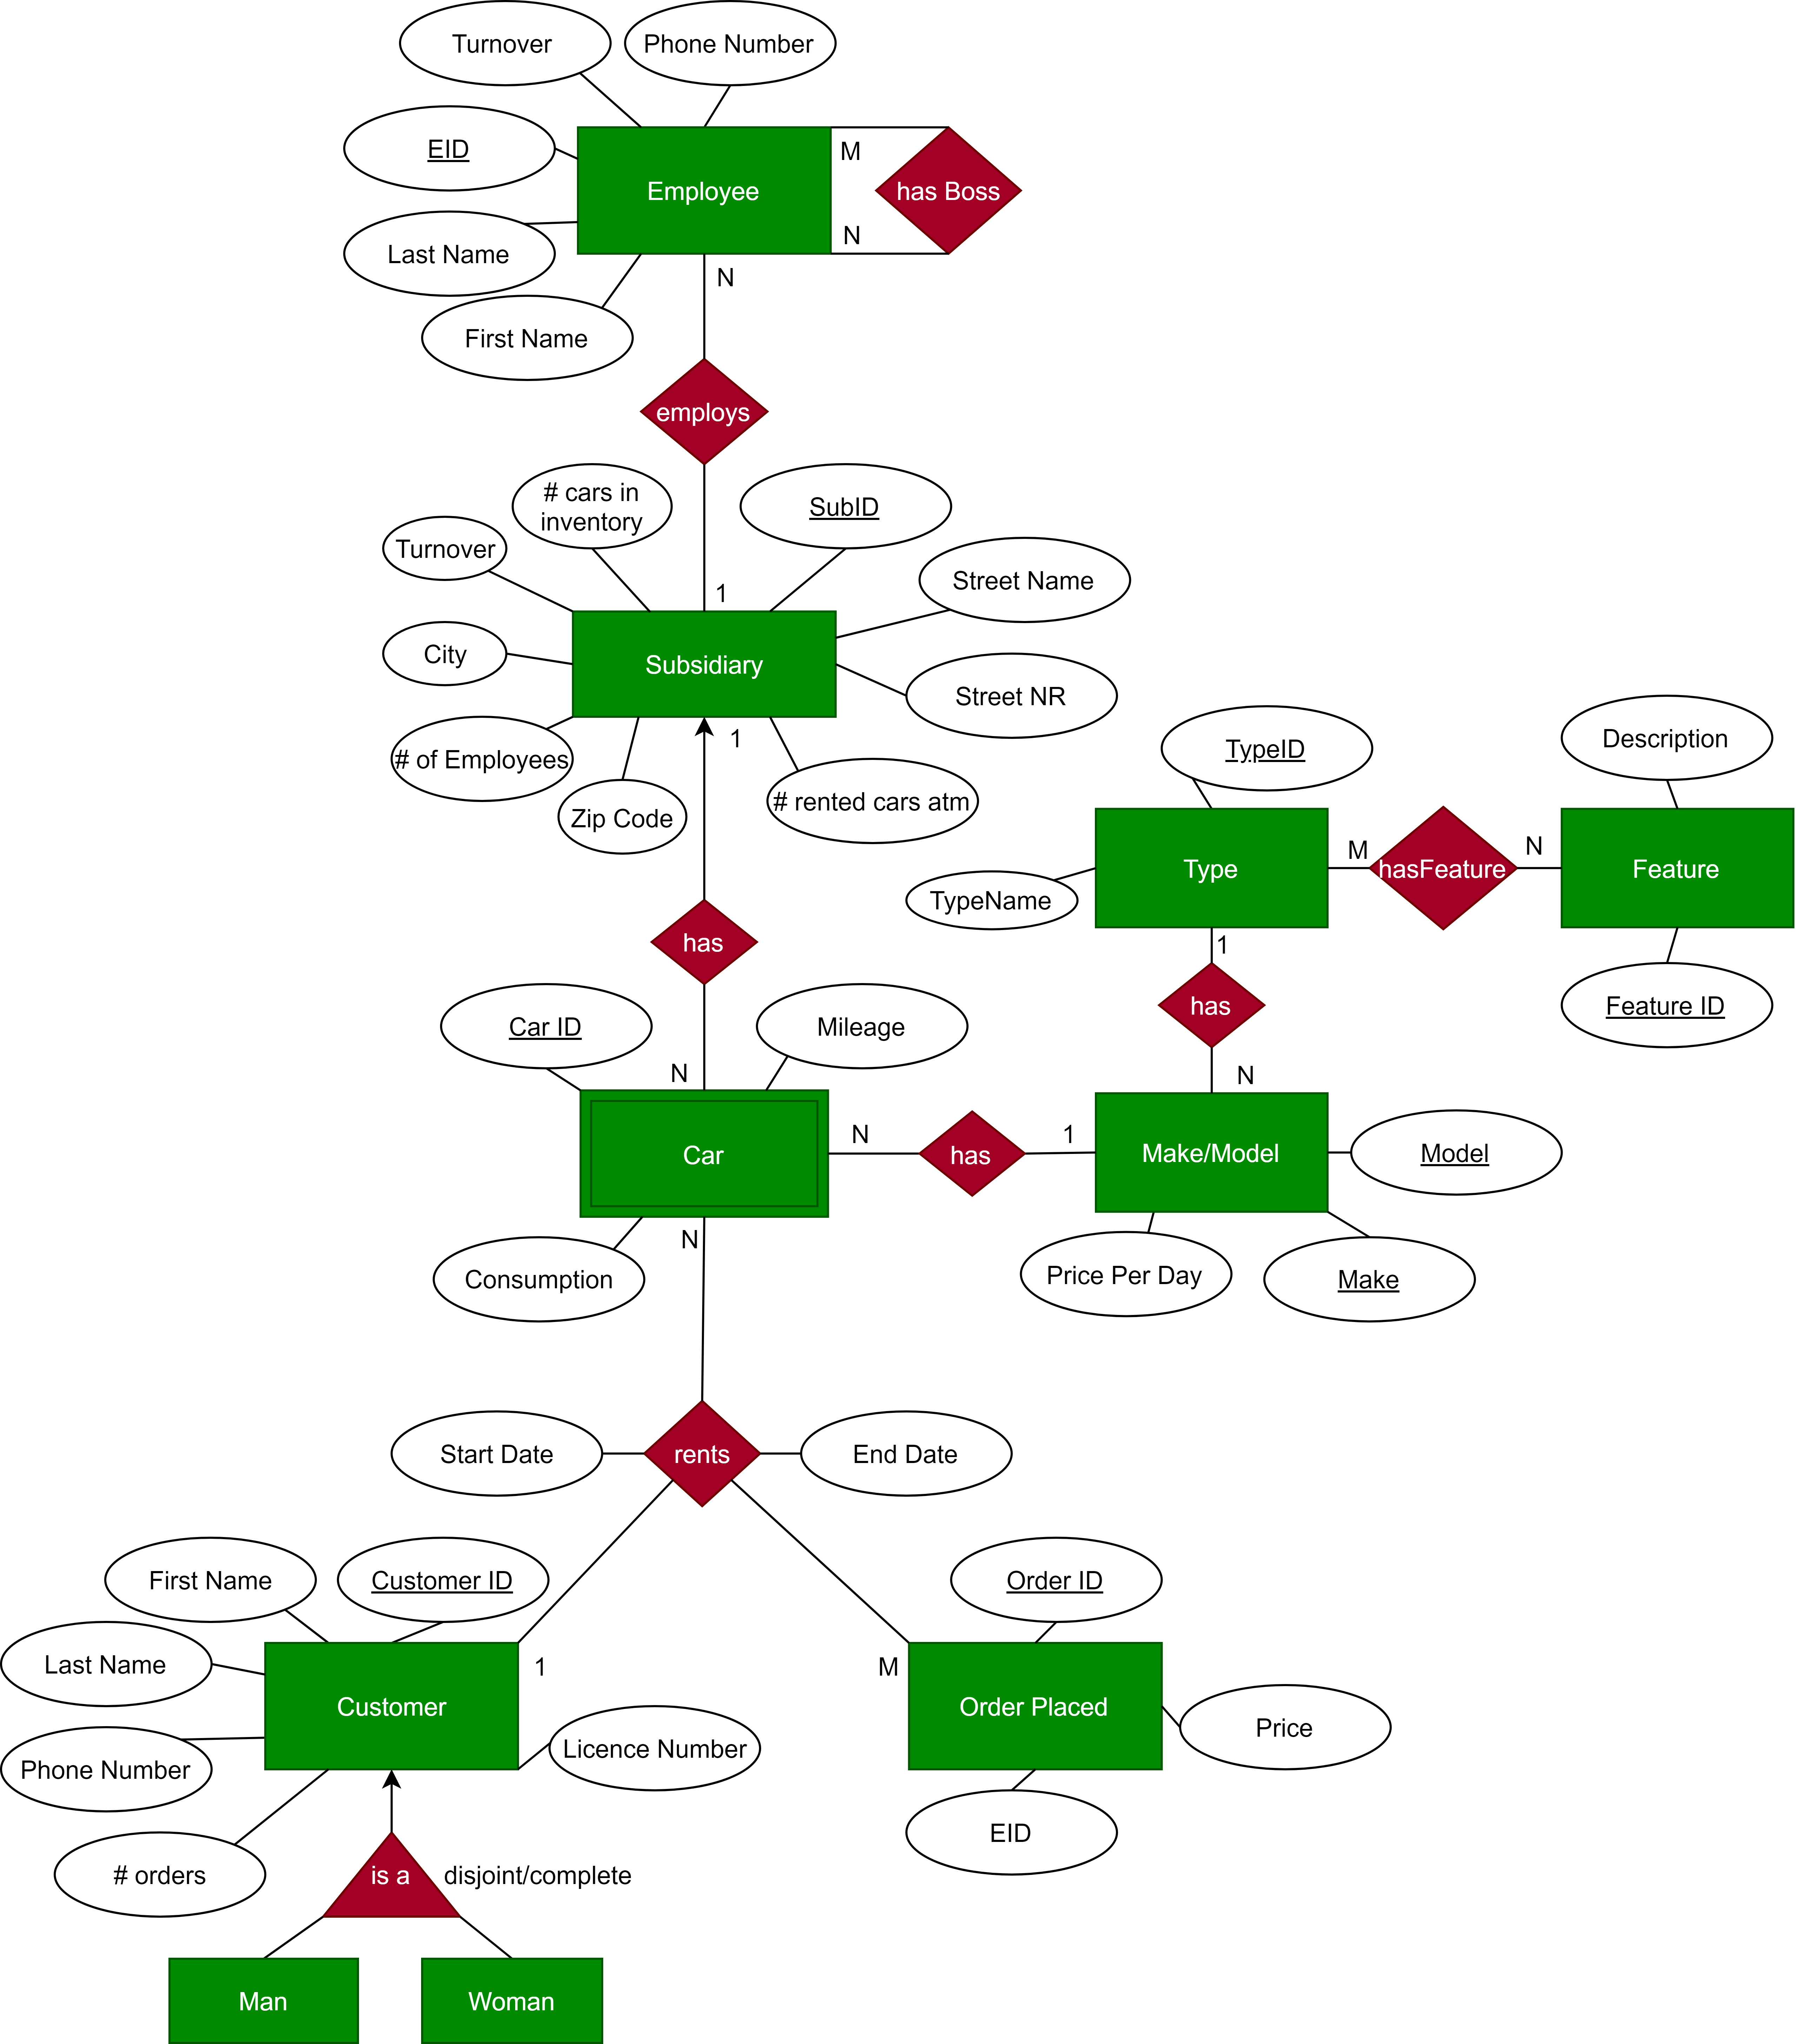 Turnover
Phone Number
EID
Employee
M
has Boss
N
Last Name
First Name
N
employs
# cars in
inventory
SubID
Turnover
Street Name
1
City
Subsidiary
Street NR
# of Employees
1
Zip Code
# rented cars atm
TypeID
Description
TypeName
Type
M
hasFeature
N
Feature
has
1
has
Feature ID
Car ID
Mileage
N
N
Car
N
has
1
Make/Model
Model
Consumption
N
Price Per Day
Make
Start Date
rents
End Date
First Name
Customer ID
Order ID
Last Name
1
M
Customer
Order Placed
Phone Number
Licence Number
Price
# orders
is a
disjoint/complete
EID
Man
Woman